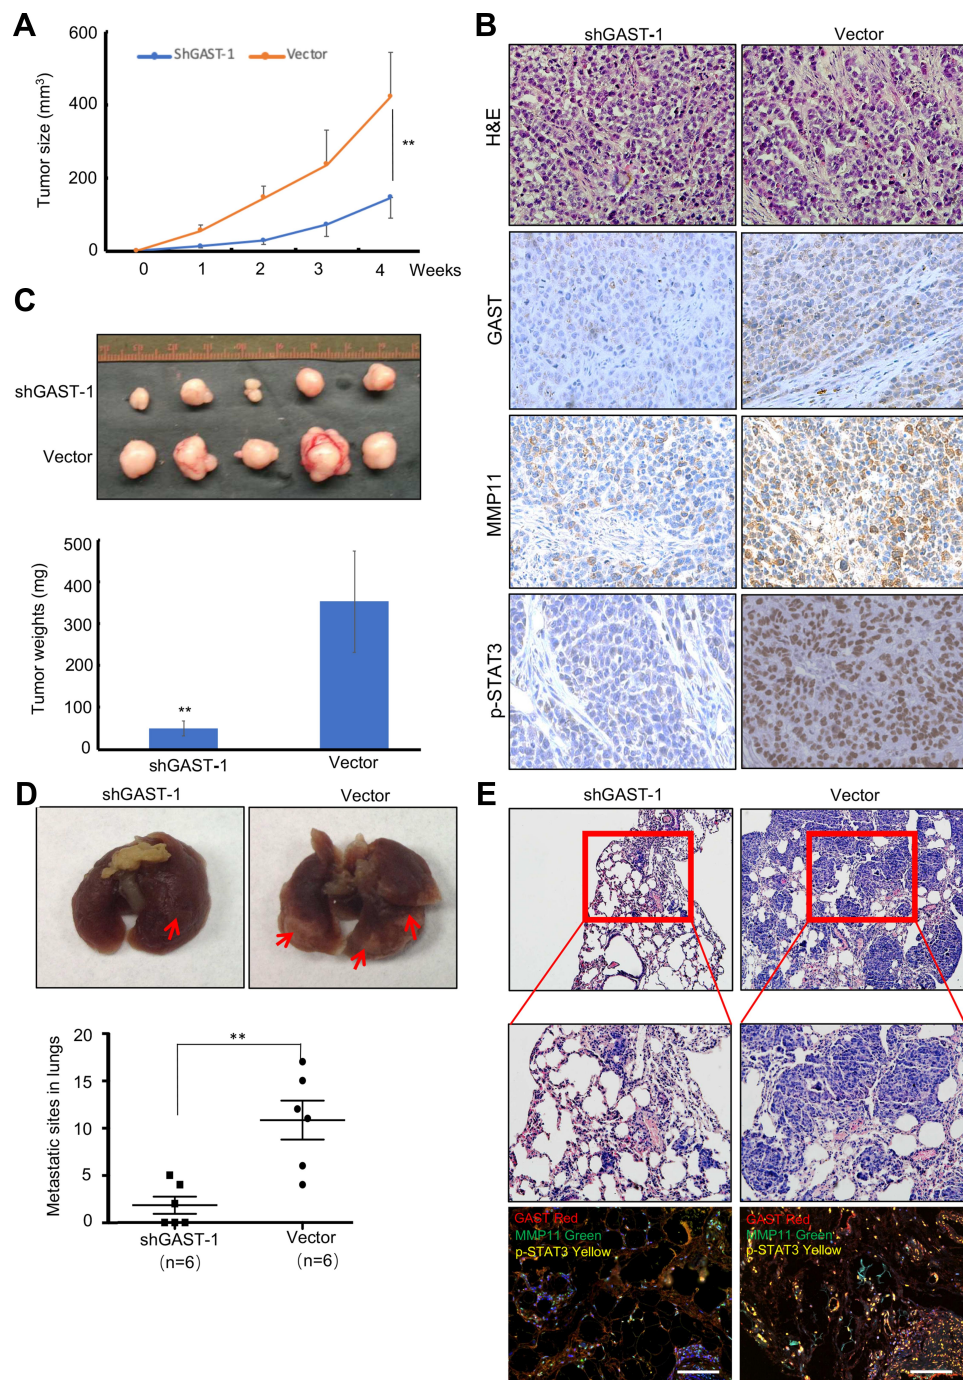 A
600
400
200
0
Tumor size (mm³)
ShGAST-1
Vector
**
0
1
2
3
4
Weeks
B
shGAST-1
Vector
H&E
GAST
MMP11
p-STAT3
C
shGAST-1
Vector
500
400
300
200
100
0
Tumor weights (mg)
**
shGAST-1
Vector
D
shGAST-1
Vector
20
15
10
5
0
Metastatic sites in lungs
**
shGAST-1
(n=6)
Vector
(n=6)
E
shGAST-1
Vector
GAST Red
MMP11 Green
p-STAT3 Yellow
GAST Red
MMP11 Green
p-STAT3 Yellow